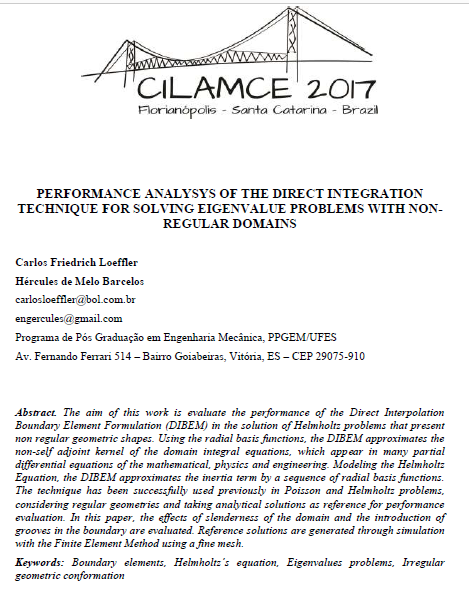 CILAMCE 2017
Florianópolis - Santa Catarina - Brazil
PERFORMANCE ANALYSYS OF THE DIRECT INTEGRATION
TECHNIQUE FOR SOLVING EIGENVALUE PROBLEMS WITH NON-
REGULAR DOMAINS
Carlos Friedrich Loeffler
Hércules de Melo Barcelos
carlosloeffler@bol.com.br
engercules@gmail.com
Programa de Pós Graduação em Engenharia Mecânica, PPGEM/UFES
Av. Fernando Ferrari 514 – Bairro Goiabeiras, Vitória, ES – CEP 29075-910
Abstract. The aim of this work is evaluate the performance of the Direct Interpolation
Boundary Element Formulation (DIBEM) in the solution of Helmholtz problems that present
non regular geometric shapes. Using the radial basis functions, the DIBEM approximates the
non-self adjoint kernel of the domain integral equations, which appear in many partial
differential equations of the mathematical, physics and engineering. Modeling the Helmholtz
Equation, the DIBEM approximates the inertia term by a sequence of radial basis functions.
The technique has been successfully used previously in Poisson and Helmholtz problems,
considering regular geometries and taking analytical solutions as reference for performance
evaluation. In this paper, the effects of slenderness of the domain and the introduction of
grooves in the boundary are evaluated. Reference solutions are generated through simulation
with the Finite Element Method using a fine mesh.
Keywords: Boundary elements, Helmholtz´s equation, Eigenvalues problems, Irregular
geometric conformation